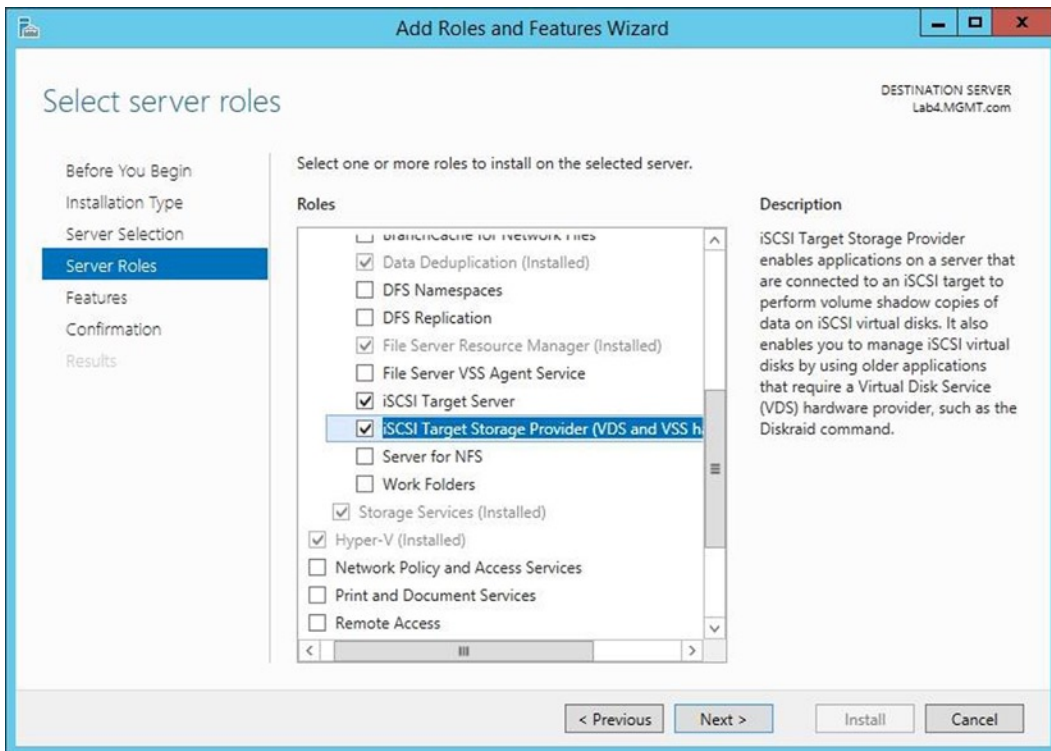 Add Roles and Features Wizard
Select server roles
DESTINATION SERVER
Lab4.MGMT.com
Before You Begin
Installation Type
Server Selection
Server Roles
Features
Confirmation
Results
Select one or more roles to install on the selected server.
Roles
BranchCache for Network Files
Data Deduplication (Installed)
DFS Namespaces
DFS Replication
File Server Resource Manager (Installed)
File Server VSS Agent Service
iSCSI Target Server
iSCSI Target Storage Provider (VDS and VSS h
Server for NFS
Work Folders
Storage Services (Installed)
Hyper-V (Installed)
Network Policy and Access Services
Print and Document Services
Remote Access
Description
iSCSI Target Storage Provider
enables applications on a server that
are connected to an iSCSI target to
perform volume shadow copies of
data on iSCSI virtual disks. It also
enables you to manage iSCSI virtual
disks by using older applications
that require a Virtual Disk Service
(VDS) hardware provider, such as the
Diskraid command.
< Previous
Next >
Install
Cancel